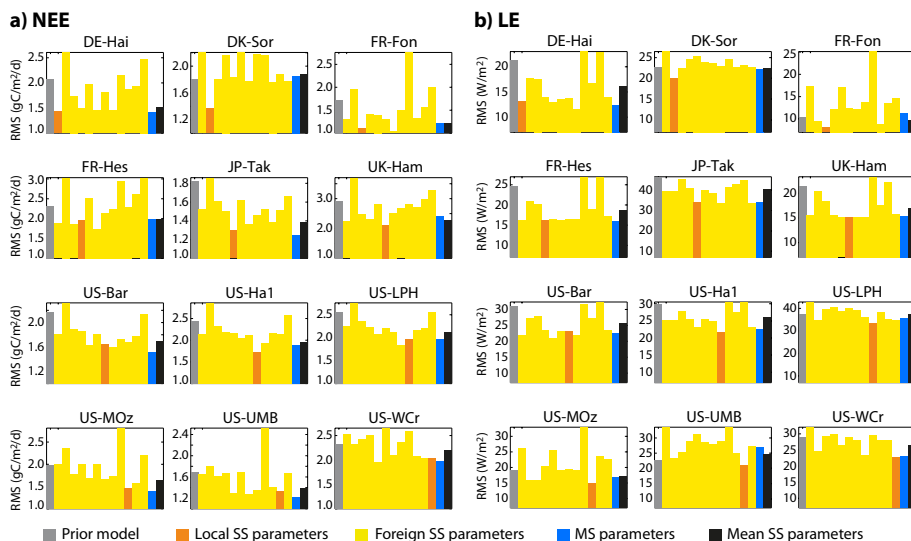 a) NEE
DE-Hai DK-Sor FR-Fon
RMS (gC/m²/d) 2.5 2.0 1.5 1.0
2.0 1.6 1.2
2.5 2.0 1.5 1.0
FR-Hes JP-Tak UK-Ham
RMS (gC/m²/d) 3.0 2.5 2.0 1.5 1.0
1.8 1.6 1.4 1.2 1.0
3.0 2.0 1.0
US-Bar US-Ha1 US-LPH
RMS (gC/m²/d) 2.0 1.6 1.2
2.5 2.0 1.5 1.0
2.5 2.0 1.5 1.0
US-MOz US-UMB US-WCr
RMS (gC/m²/d) 2.5 2.0 1.5 1.0
2.4 2.0 1.6 1.2
2.5 2.0 1.5 1.0
b) LE
DE-Hai DK-Sor FR-Fon
RMS (W/m²) 20 15 10
25 20 15 10
25 20 15 10
FR-Hes JP-Tak UK-Ham
RMS (W/m²) 25 20 15 10
40 30 20 10
20 15 10
US-Bar US-Ha1 US-LPH
RMS (W/m²) 30 25 20 15 10
30 25 20 15 10
40 30 20 10
US-MOz US-UMB US-WCr
RMS (W/m²) 30 25 20 15 10
30 25 20 15 10
30 25 20 15 10
Prior model Local SS parameters Foreign SS parameters MS parameters Mean SS parameters